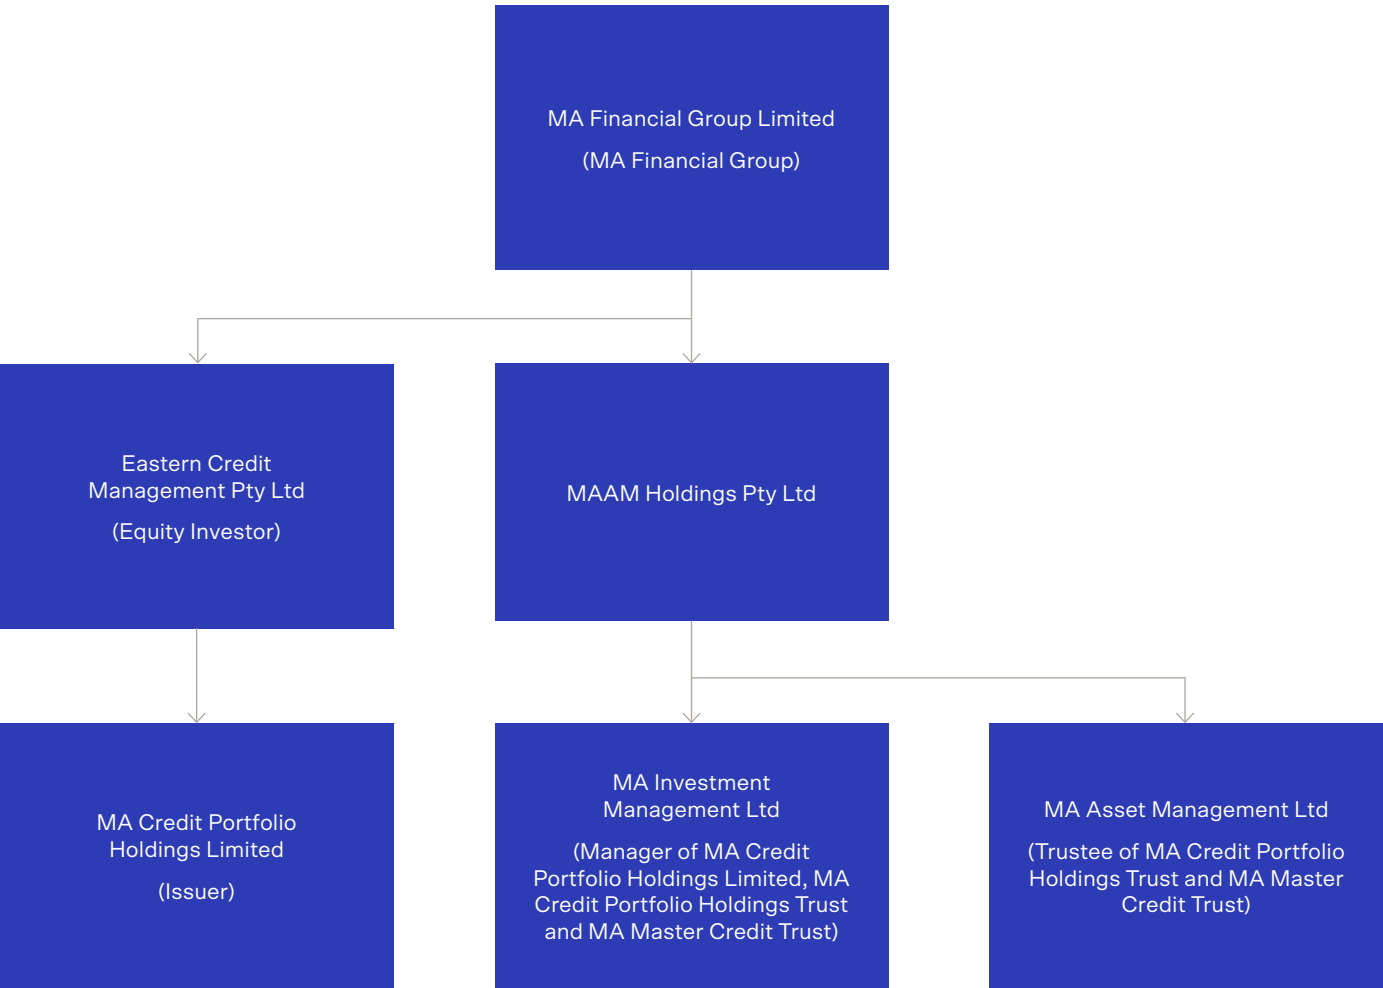 MA Financial Group Limited
(MA Financial Group)
Eastern Credit
Management Pty Ltd
(Equity Investor)
MAAM Holdings Pty Ltd
MA Credit Portfolio
Holdings Limited
(Issuer)
MA Investment
Management Ltd
(Manager of MA Credit
Portfolio Holdings Limited, MA
Credit Portfolio Holdings Trust
and MA Master Credit Trust)
MA Asset Management Ltd
(Trustee of MA Credit Portfolio
Holdings Trust and MA Master
Credit Trust)